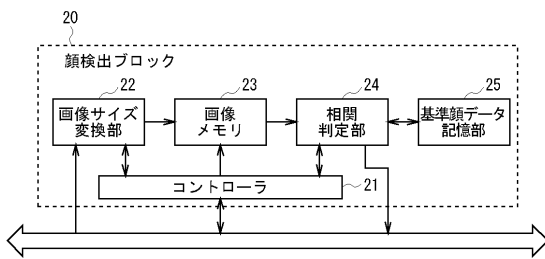 20
顔検出ブロック
22
23
24
25
画像サイズ
変換部
画像
メモリ
相関
判定部
基準顔データ
記憶部
コントローラ
21